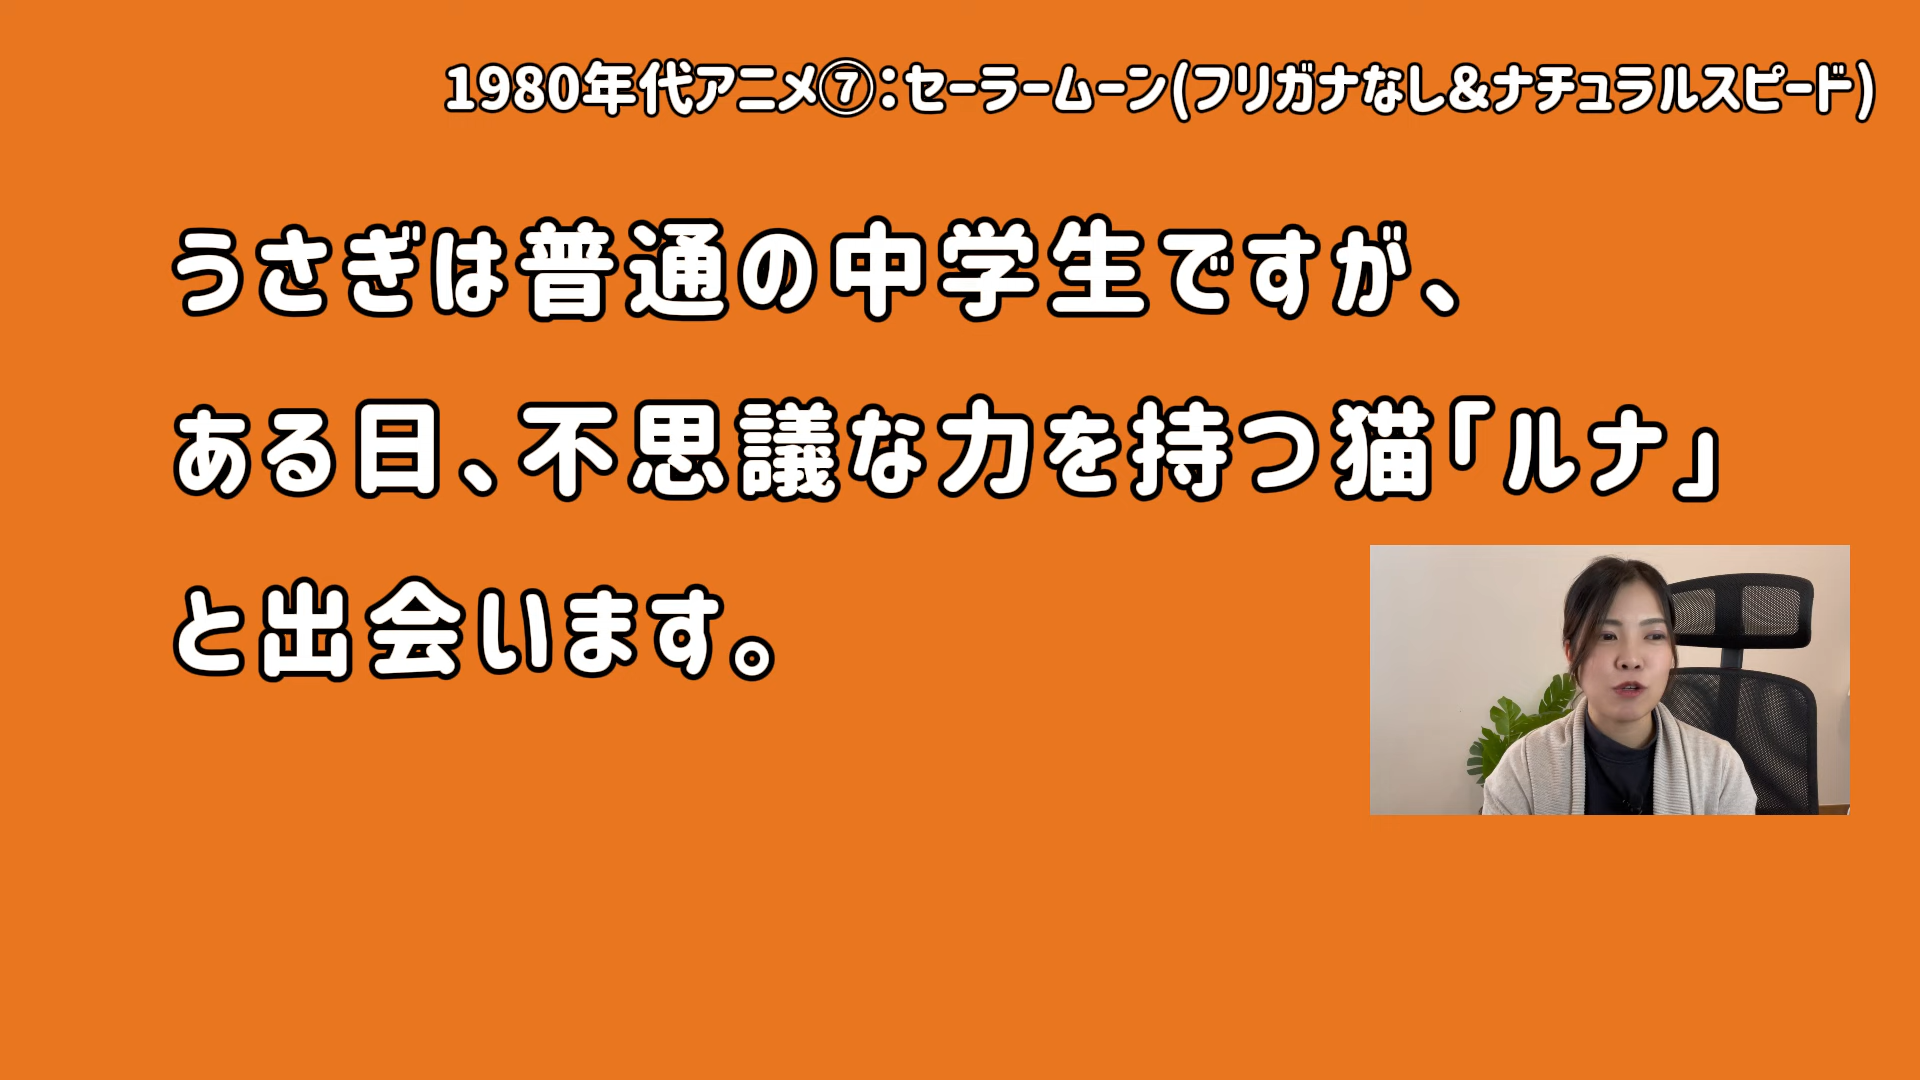 1980年代アニメ⑦：セーラームーン(フリガナなし&ナチュラルスピード)
うさぎは普通の中学生ですが、
ある日、不思議な力を持つ猫「ルナ」
と出会います。